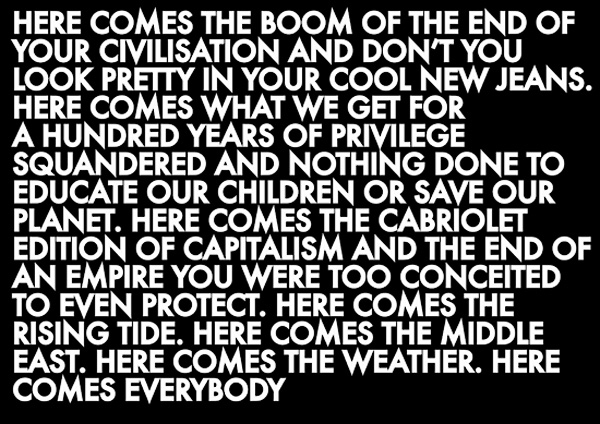 HERE COMES THE BOOM OF THE END OF
YOUR CIVILISATION AND DON'T YOU
LOOK PRETTY IN YOUR COOL NEW JEANS.
HERE COMES WHAT WE GET FOR
A HUNDRED YEARS OF PRIVILEGE
SQUANDERED AND NOTHING DONE TO
EDUCATE OUR CHILDREN OR SAVE OUR
PLANET. HERE COMES THE CABRIOLET
EDITION OF CAPITALISM AND THE END OF
AN EMPIRE YOU WERE TOO CONCEITED
TO EVEN PROTECT. HERE COMES THE
RISING TIDE. HERE COMES THE MIDDLE
EAST. HERE COMES THE WEATHER. HERE
COMES EVERYBODY